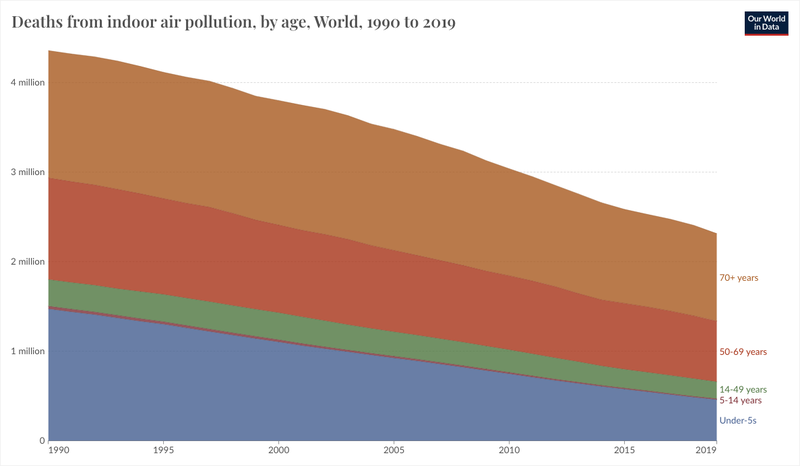 Deaths from indoor air pollution, by age, World, 1990 to 2019
Our World
in Data
4 million
3 million
2 million
1 million
0
70+ years
50-69 years
14-49 years
5-14 years
Under-5s
1990 1995 2000 2005 2010 2015 2019